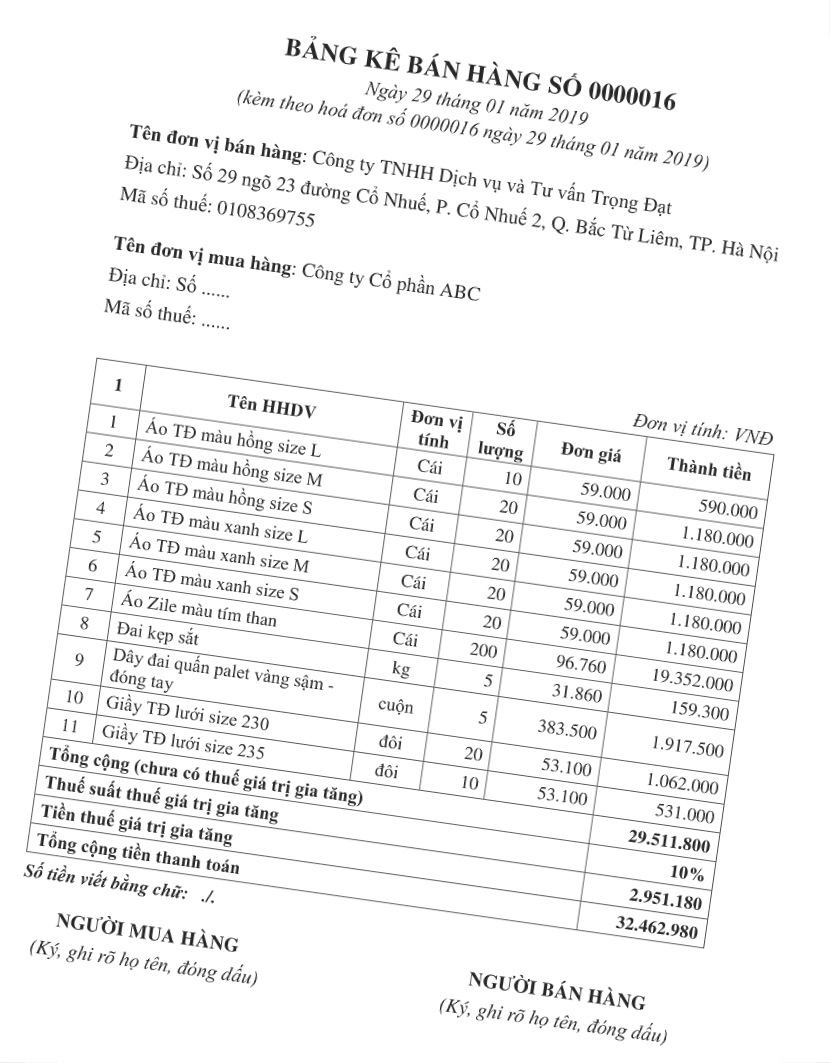 BẢNG KÊ BÁN HÀNG SỐ 0000016
Ngày 29 tháng 01 năm 2019
(kèm theo hoá đơn số 0000016 ngày 29 tháng 01 năm 2019)
Tên đơn vị bán hàng: Công ty TNHH Dịch vụ và Tư vấn Trọng Đạt
Địa chỉ: Số 29 ngõ 23 đường Cổ Nhuế, P. Cổ Nhuế 2, Q. Bắc Từ Liêm, TP. Hà Nội
Mã số thuế: 0108369755
Tên đơn vị mua hàng: Công ty Cổ phần ABC
Địa chỉ: Số ......
Mã số thuế: ......
Đơn vị tính: VNĐ
1 Tên HHDV Đơn vị tính Số lượng Đơn giá Thành tiền
1 Áo TĐ màu hồng size L Cái 10 59.000 590.000
2 Áo TĐ màu hồng size M Cái 20 59.000 1.180.000
3 Áo TĐ màu hồng size S Cái 20 59.000 1.180.000
4 Áo TĐ màu xanh size L Cái 20 59.000 1.180.000
5 Áo TĐ màu xanh size M Cái 20 59.000 1.180.000
6 Áo TĐ màu xanh size S Cái 20 59.000 1.180.000
7 Áo Zile màu tím than Cái 200 96.760 19.352.000
8 Đai kẹp sắt kg 5 31.860 159.300
9 Dây đai quấn palet vàng sậm - đóng tay cuộn 5 383.500 1.917.500
10 Giầy TĐ lưới size 230 đôi 20 53.100 1.062.000
11 Giầy TĐ lưới size 235 đôi 10 53.100 531.000
Tổng cộng (chưa có thuế giá trị gia tăng) 29.511.800
Thuế suất thuế giá trị gia tăng 10%
Tiền thuế giá trị gia tăng 2.951.180
Tổng cộng tiền thanh toán 32.462.980
Số tiền viết bằng chữ: ./.
NGƯỜI MUA HÀNG
(Ký, ghi rõ họ tên, đóng dấu)
NGƯỜI BÁN HÀNG
(Ký, ghi rõ họ tên, đóng dấu)